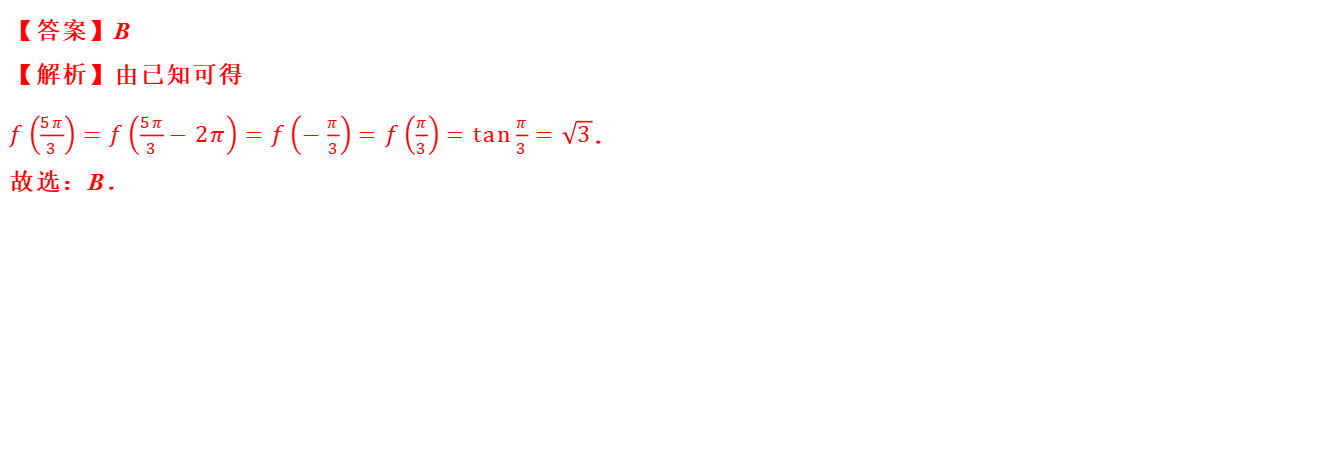 【答案】B
【解析】由已知可得
f(5π/3)=f(5π/3−2π)=f(−π/3)=f(π/3)=tan π/3=√3.
故选：B.